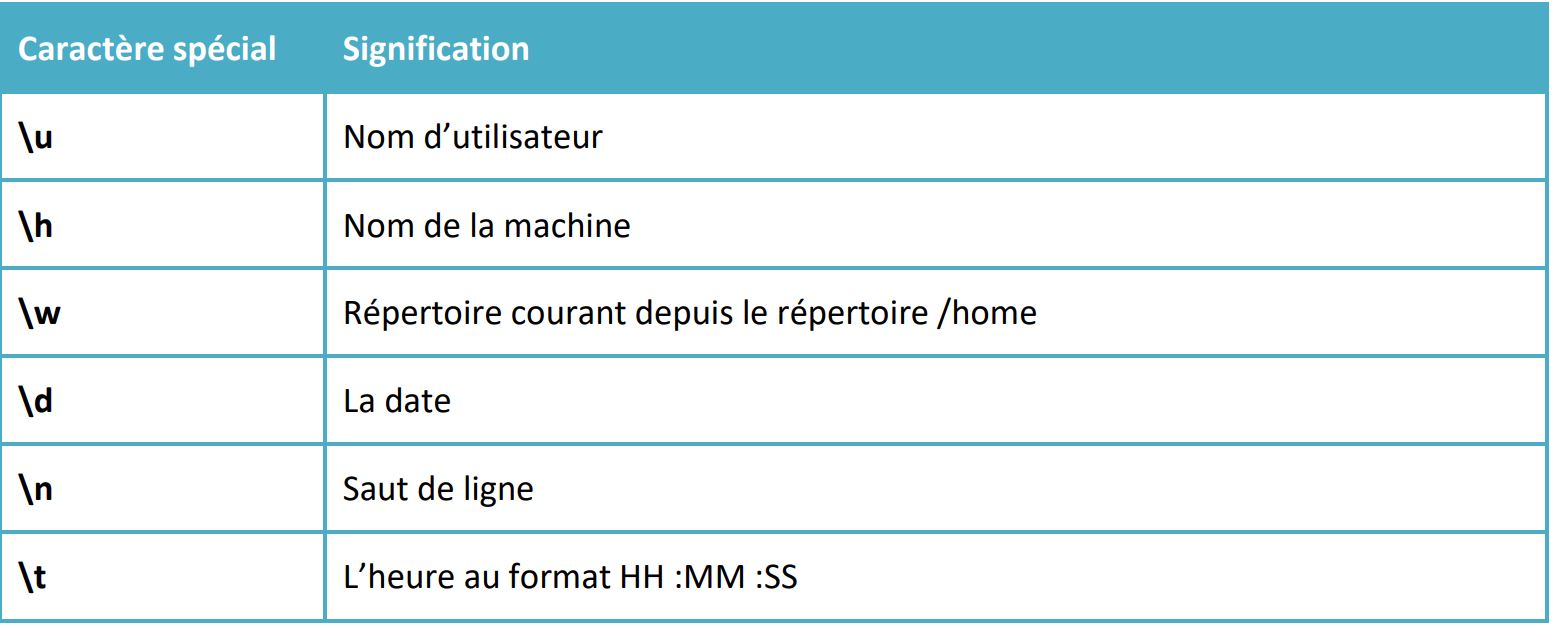 Caractère spécial Signification
\u Nom d’utilisateur
\h Nom de la machine
\w Répertoire courant depuis le répertoire /home
\d La date
\n Saut de ligne
\t L’heure au format HH :MM :SS